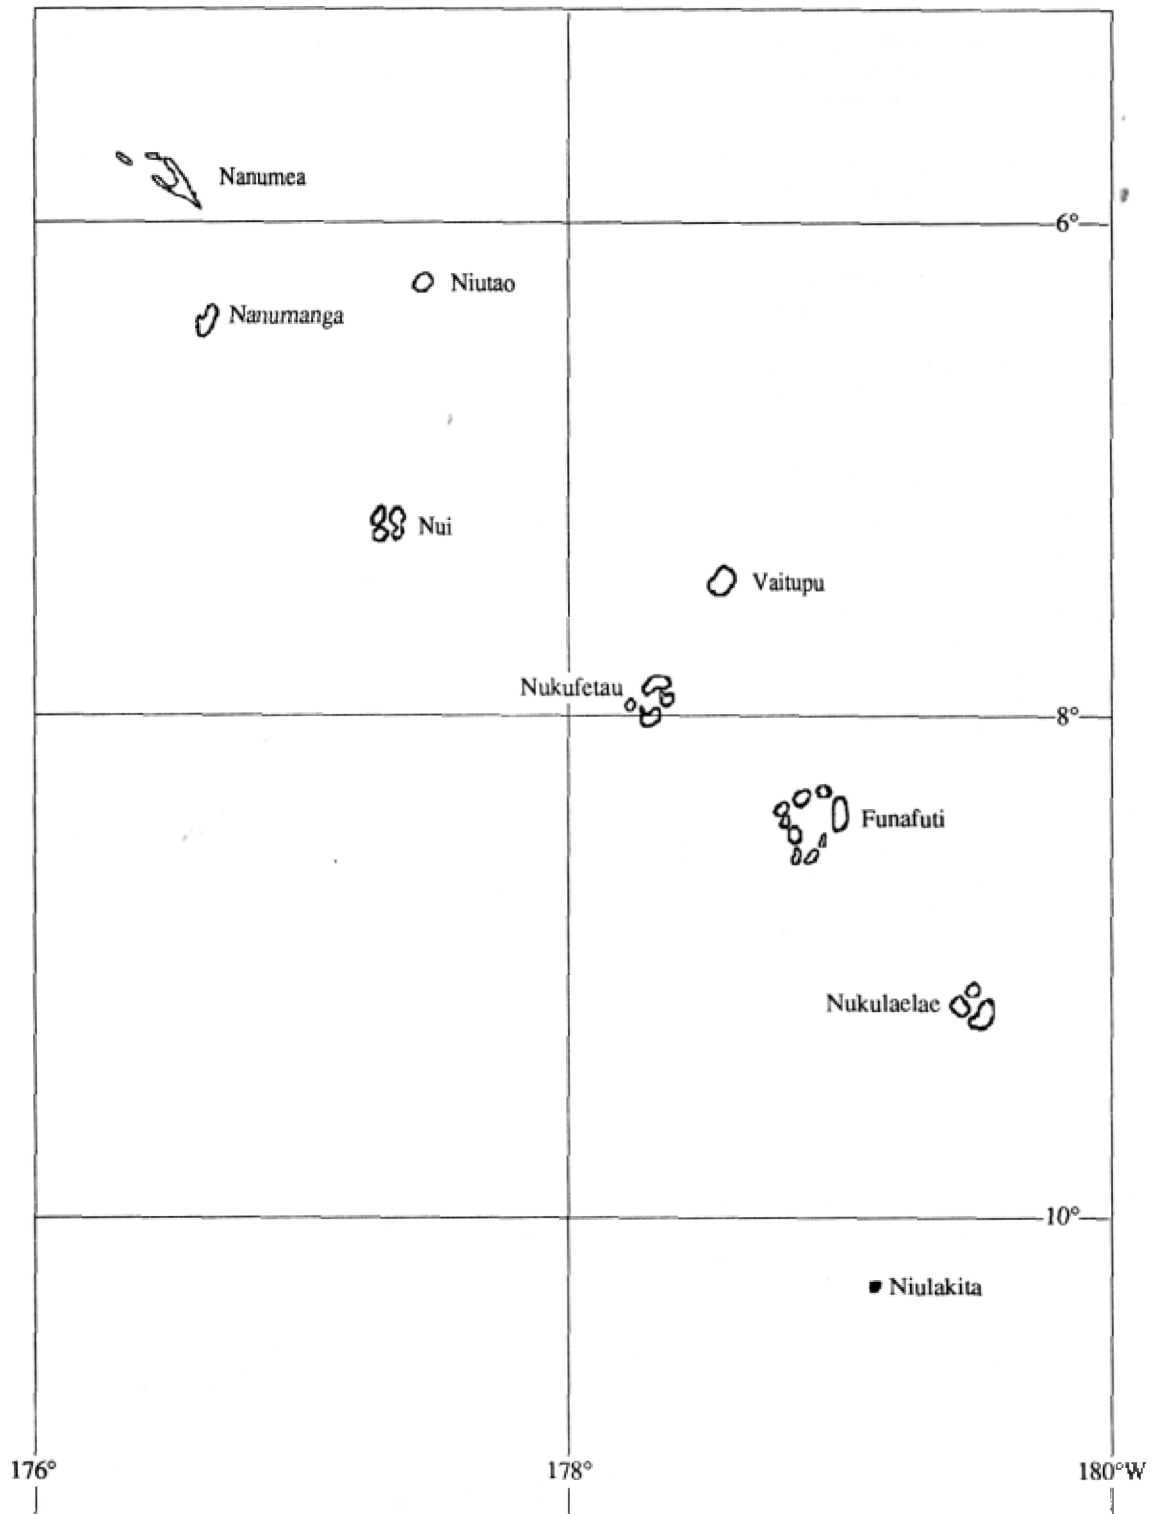 Nanumea
6°
Niutao
Nanumanga
Nui
Vaitupu
Nukufetau
8°
Funafuti
Nukulaelae
10°
Niulakita
176°
178°
180°W